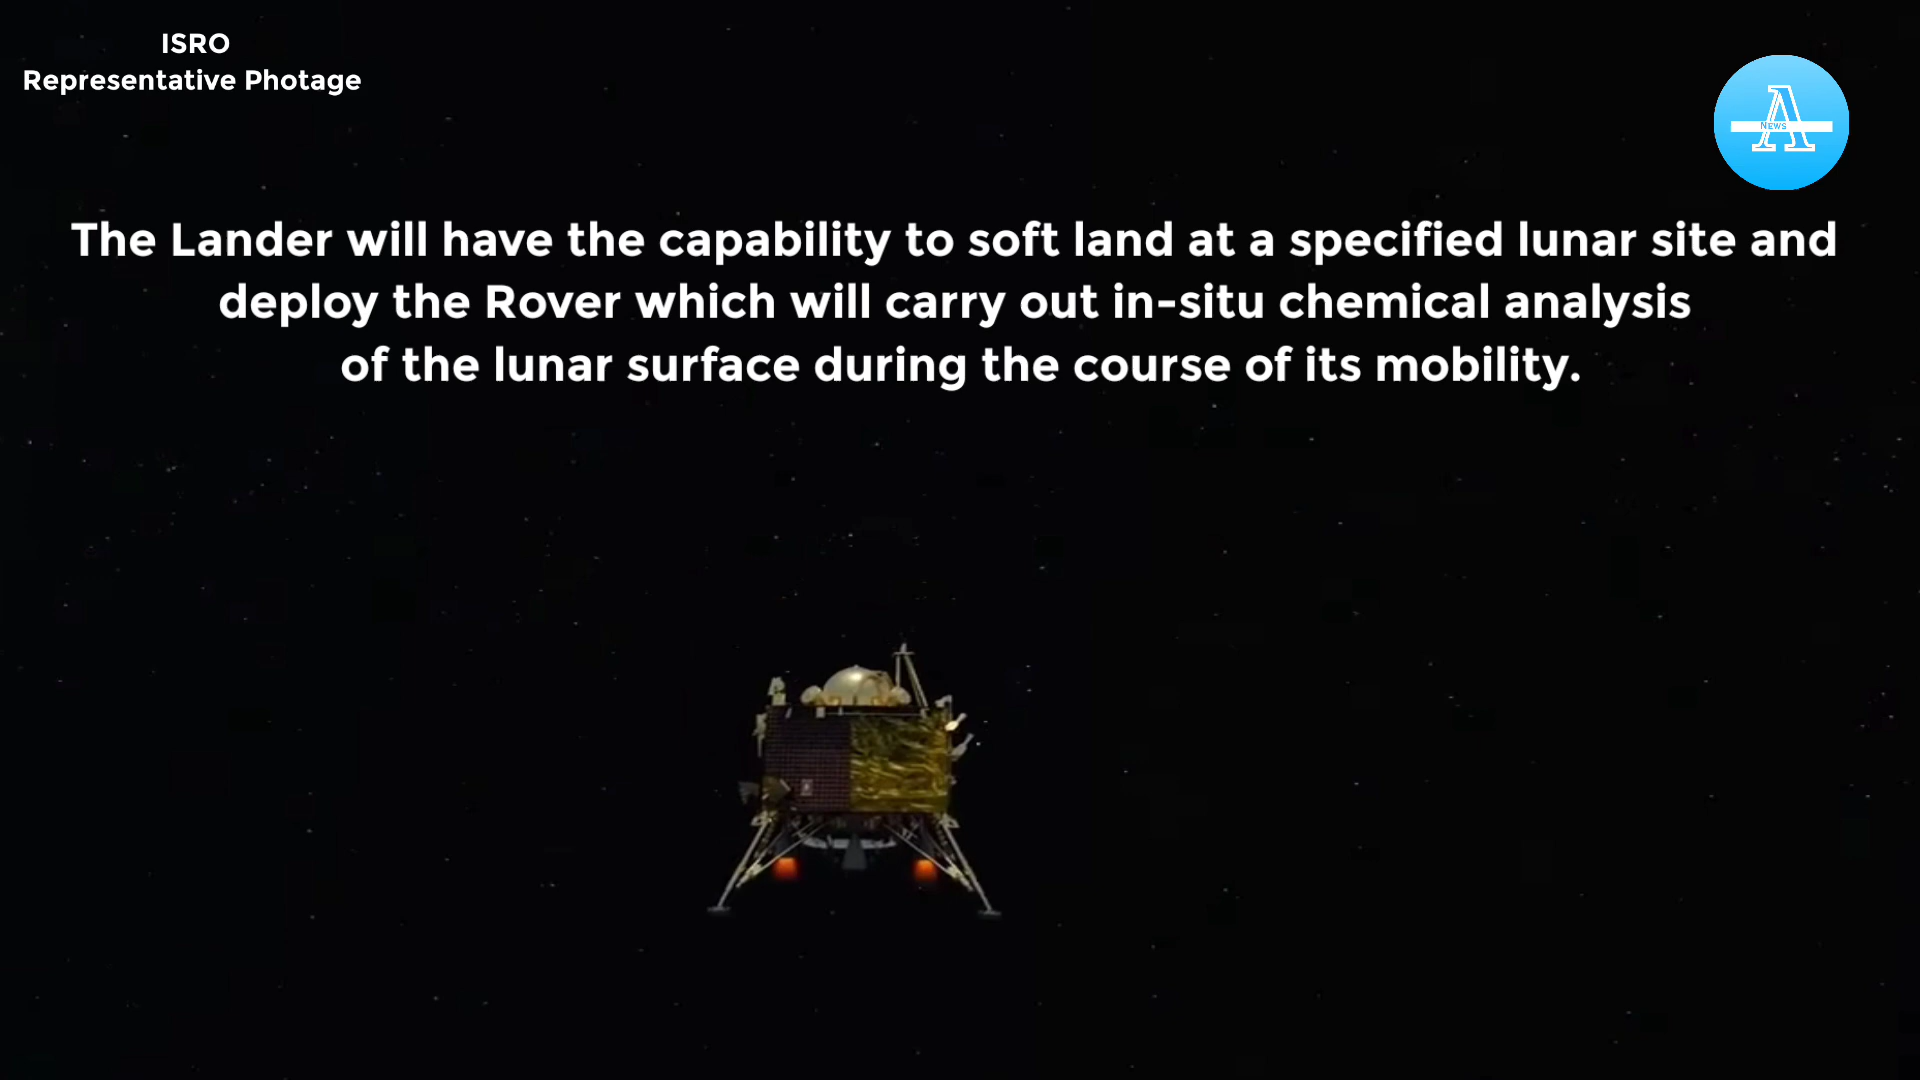 ISRO
Representative Photage
News
A
The Lander will have the capability to soft land at a specified lunar site and
deploy the Rover which will carry out in-situ chemical analysis
of the lunar surface during the course of its mobility.